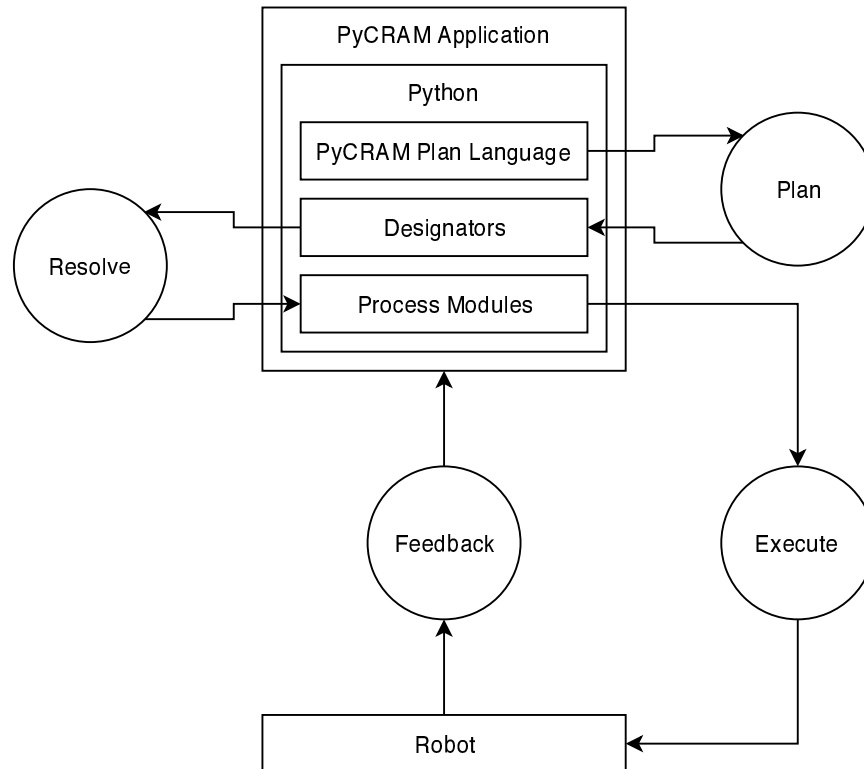 PyCRAM Application
Python
PyCRAM Plan Language
Plan
Designators
Resolve
Process Modules
Feedback
Execute
Robot